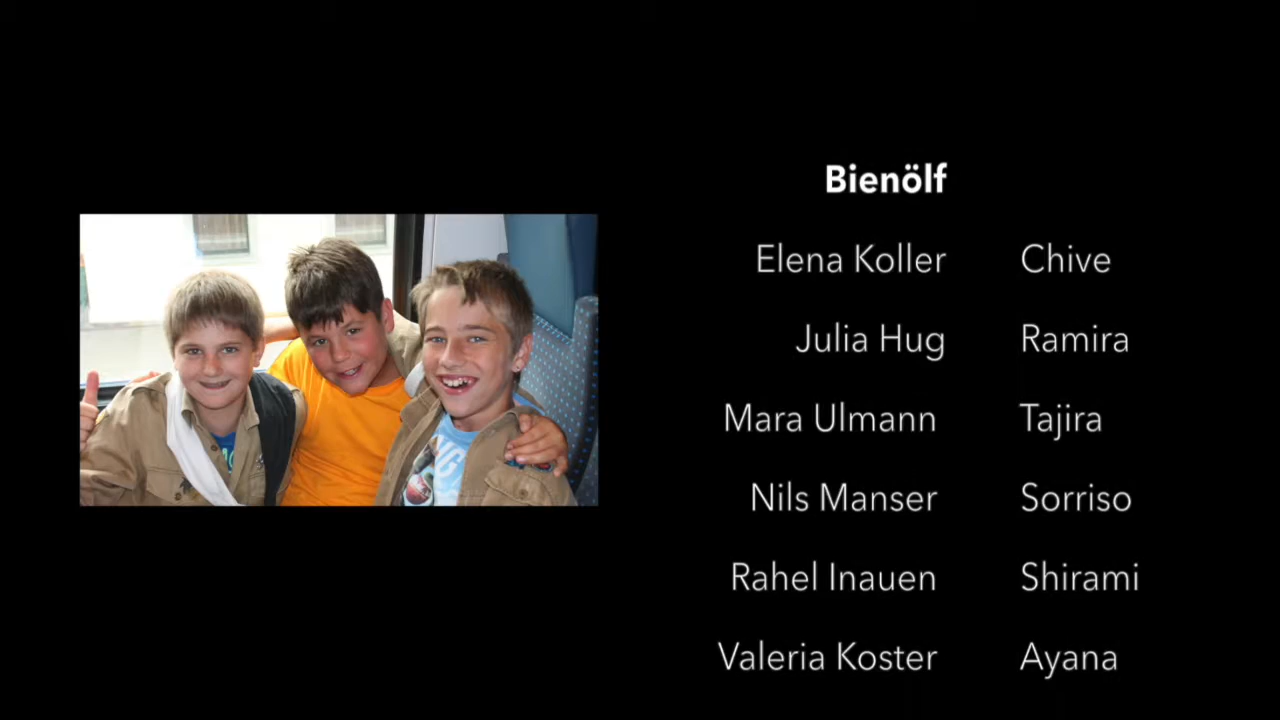 Bienölf
Elena Koller Chive
Julia Hug Ramira
Mara Ulmann Tajira
Nils Manser Sorriso
Rahel Inauen Shirami
Valeria Koster Ayana